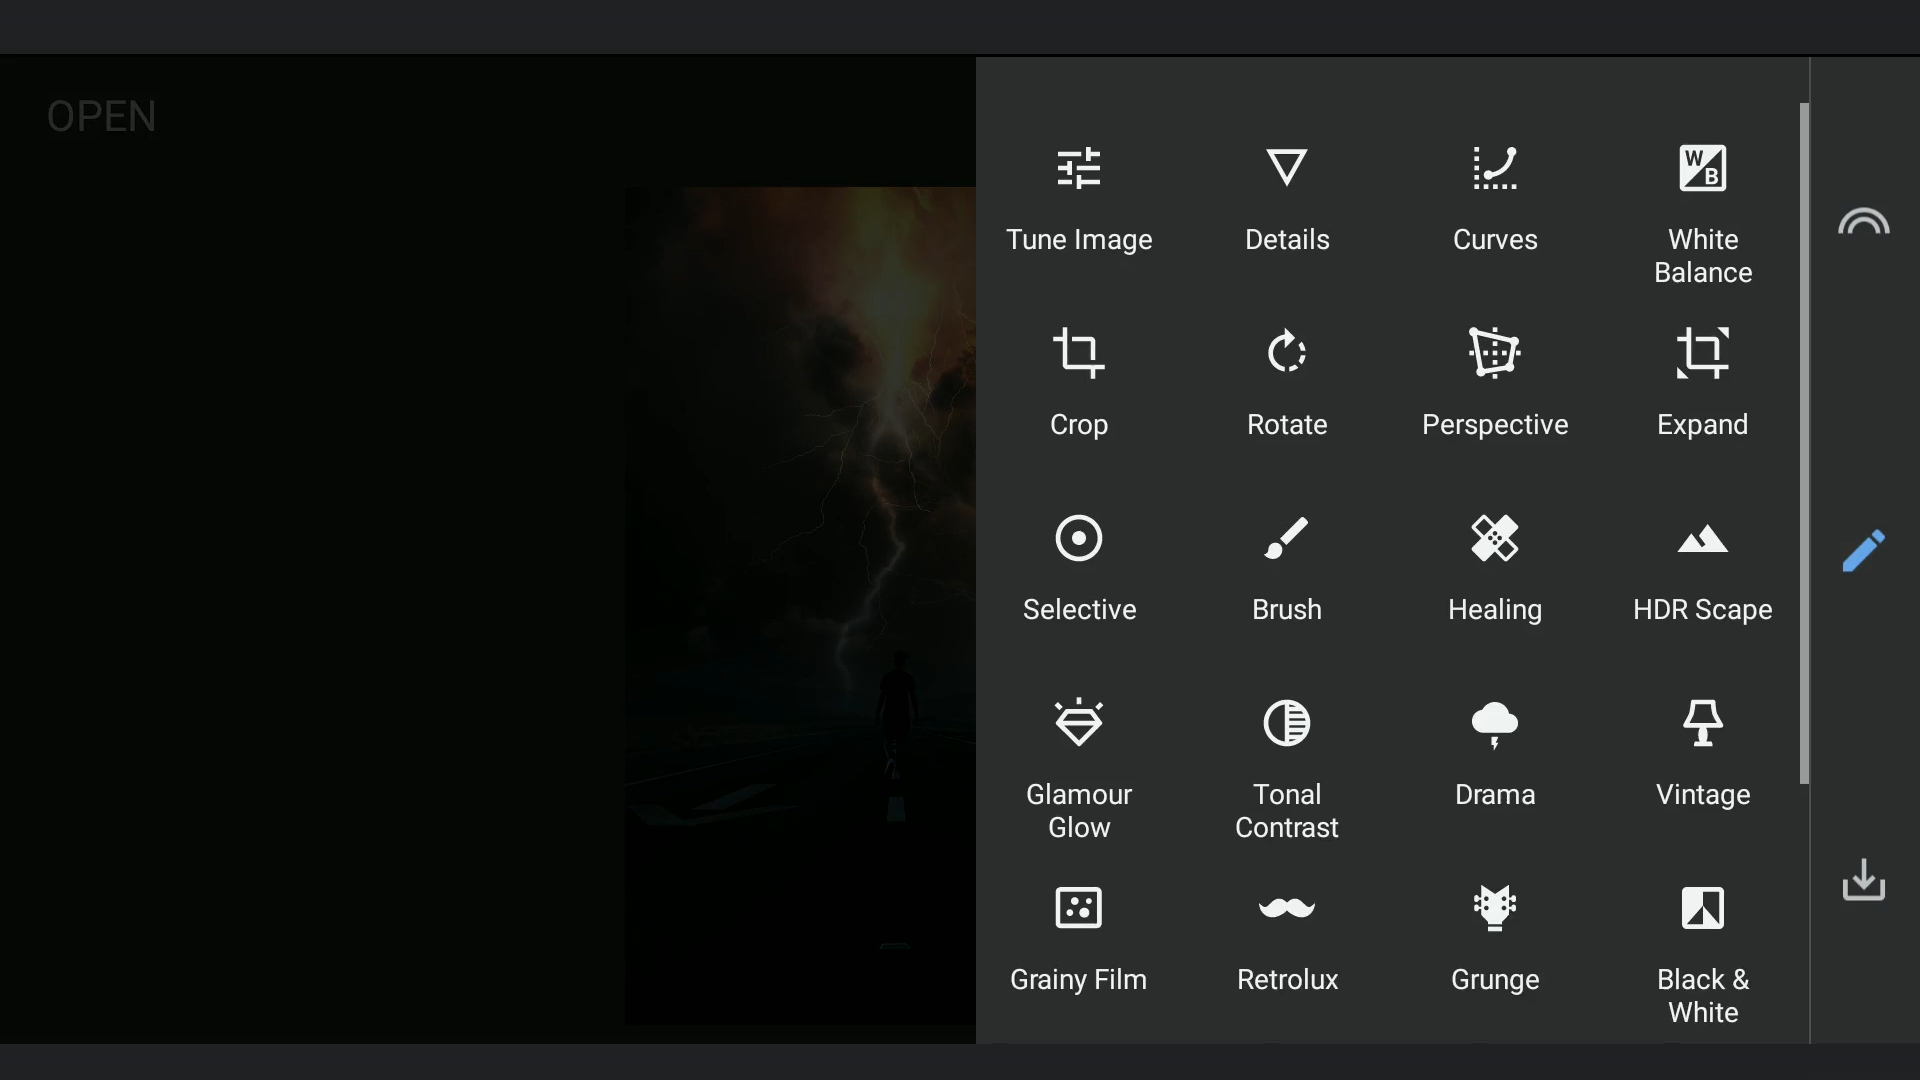 OPEN
Tune Image
Details
Curves
W
B
White
Balance
Crop
Rotate
Perspective
Expand
Selective
Brush
Healing
HDR Scape
Glamour
Glow
Tonal
Contrast
Drama
Vintage
Grainy Film
Retrolux
Grunge
Black &
White